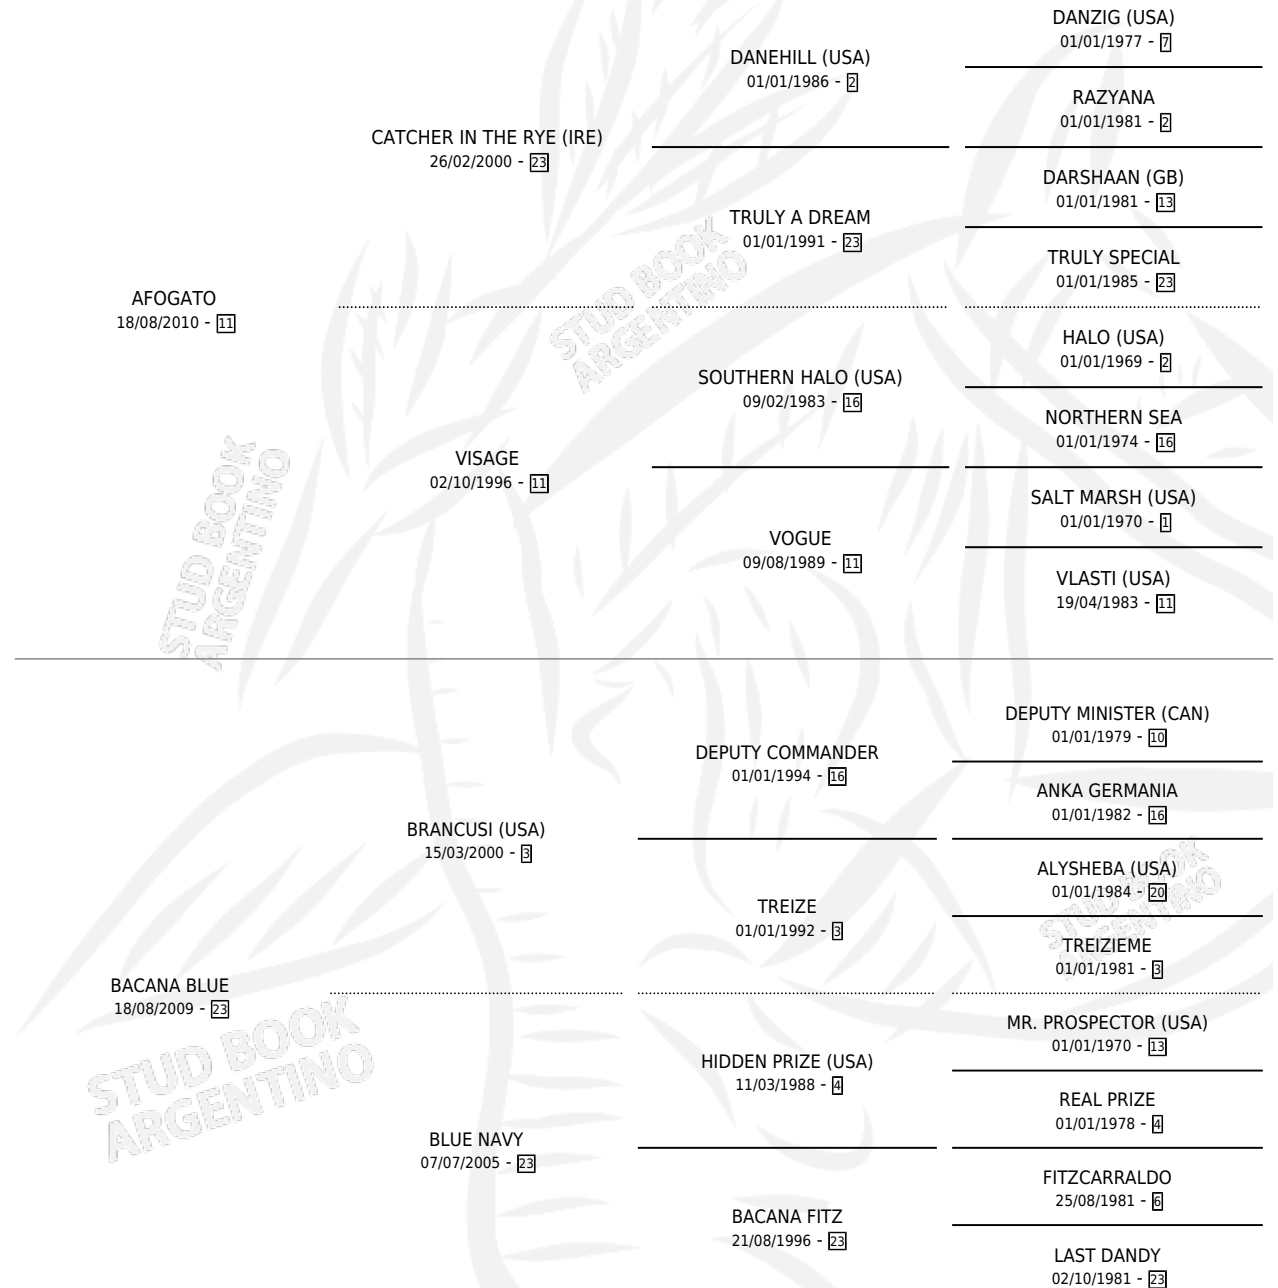 DANZIG (USA)
01/01/1977 - 7
DANEHILL (USA)
01/01/1986 - 2
RAZYANA
01/01/1981 - 2
CATCHER IN THE RYE (IRE)
26/02/2000 - 23
DARSHAAN (GB)
01/01/1981 - 13
TRULY A DREAM
01/01/1991 - 23
TRULY SPECIAL
01/01/1985 - 23
AFOGATO
18/08/2010 - 11
HALO (USA)
01/01/1969 - 2
SOUTHERN HALO (USA)
09/02/1983 - 16
NORTHERN SEA
01/01/1974 - 16
VISAGE
02/10/1996 - 11
SALT MARSH (USA)
01/01/1970 - 1
VOGUE
09/08/1989 - 11
VLASTI (USA)
19/04/1983 - 11
STUD BOOK
ARGENTINO
STUD BOOK
ARGENTINO
DEPUTY MINISTER (CAN)
01/01/1979 - 10
DEPUTY COMMANDER
01/01/1994 - 16
ANKA GERMANIA
01/01/1982 - 16
BRANCUSI (USA)
15/03/2000 - 3
ALYSHEBA (USA)
01/01/1984 - 20
TREIZE
01/01/1992 - 3
TREIZIEME
01/01/1981 - 3
STUD BOOK
ARGENTINO
BACANA BLUE
18/08/2009 - 23
MR. PROSPECTOR (USA)
01/01/1970 - 13
HIDDEN PRIZE (USA)
11/03/1988 - 4
REAL PRIZE
01/01/1978 - 4
BLUE NAVY
07/07/2005 - 23
FITZCARRALDO
25/08/1981 - 6
BACANA FITZ
21/08/1996 - 23
LAST DANDY
02/10/1981 - 23
STUD BOOK
ARGENTINO